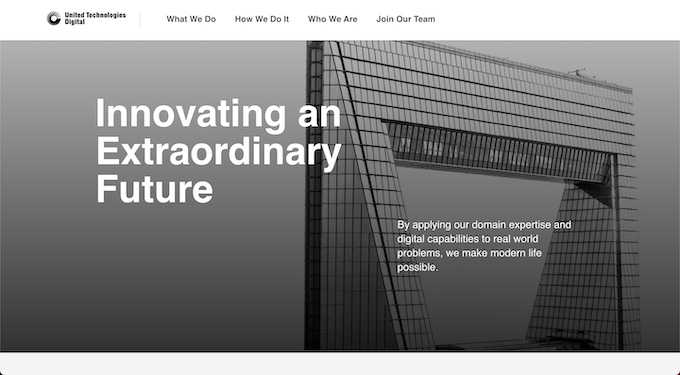 United Technologies
Digital
What We Do
How We Do It
Who We Are
Join Our Team
Innovating an
Extraordinary
Future
By applying our domain expertise and
digital capabilities to real world
problems, we make modern life
possible.